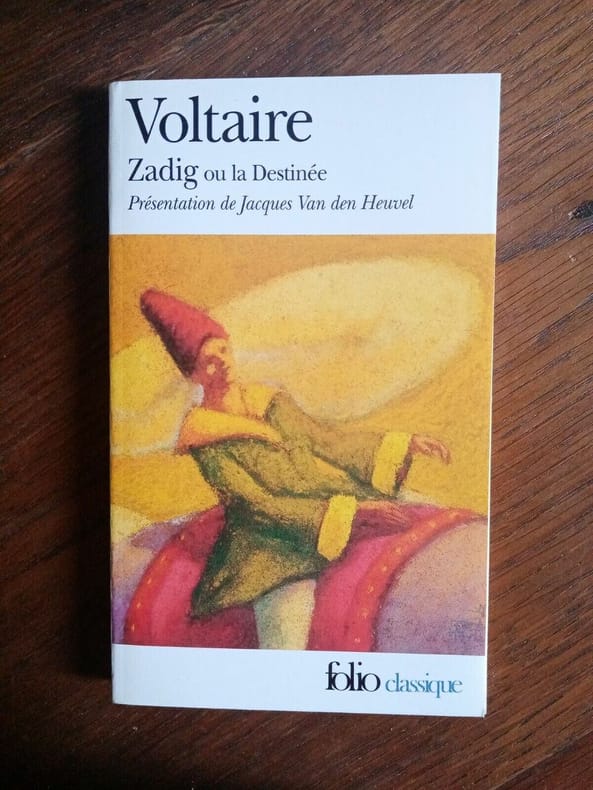 Voltaire
Zadig ou la Destinée
Présentation de Jacques Van den Heuvel
folio classique